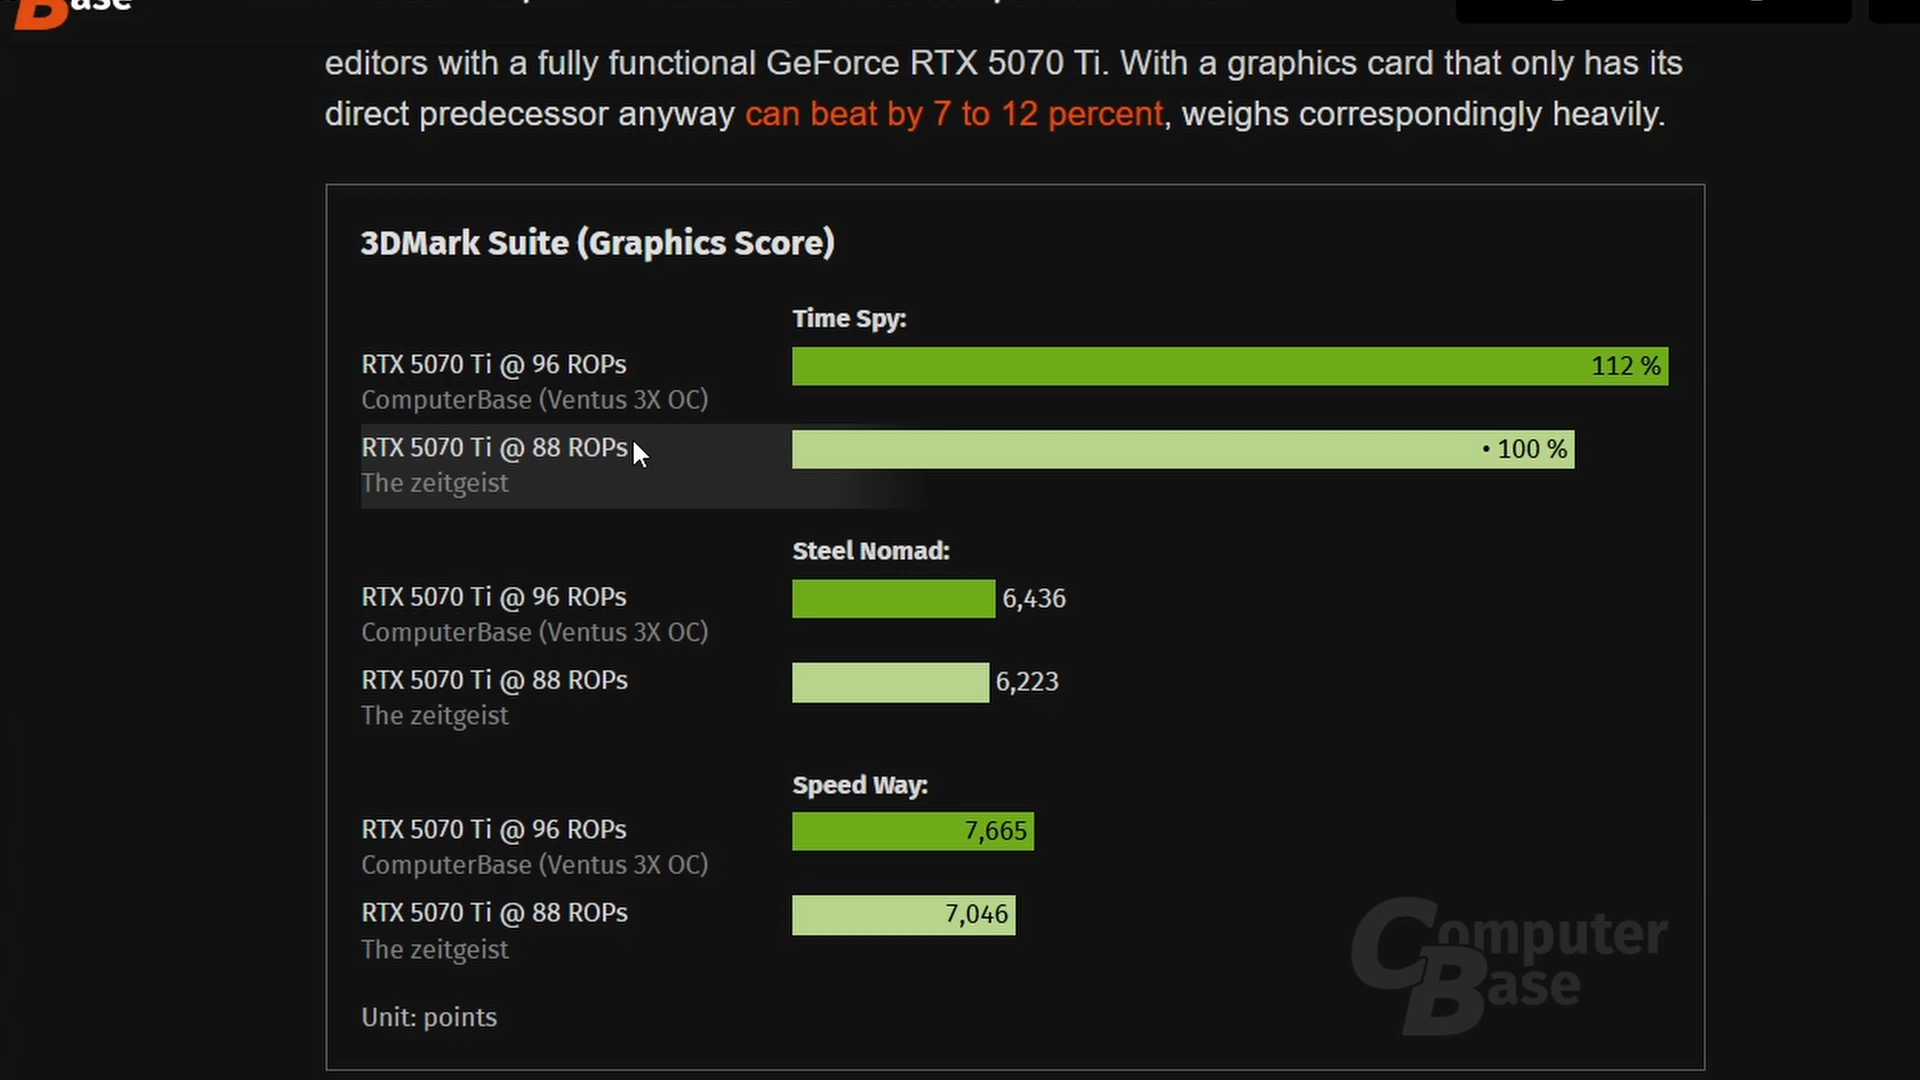 ase
editors with a fully functional GeForce RTX 5070 Ti. With a graphics card that only has its
direct predecessor anyway can beat by 7 to 12 percent, weighs correspondingly heavily.
3DMark Suite (Graphics Score)
Time Spy:
RTX 5070 Ti @ 96 ROPs
112 %
ComputerBase (Ventus 3X OC)
RTX 5070 Ti @ 88 ROPs
• 100 %
The zeitgeist
Steel Nomad:
RTX 5070 Ti @ 96 ROPs
6,436
ComputerBase (Ventus 3X OC)
RTX 5070 Ti @ 88 ROPs
6,223
The zeitgeist
Speed Way:
RTX 5070 Ti @ 96 ROPs
7,665
ComputerBase (Ventus 3X OC)
RTX 5070 Ti @ 88 ROPs
7,046
The zeitgeist
Unit: points
Computer
Base